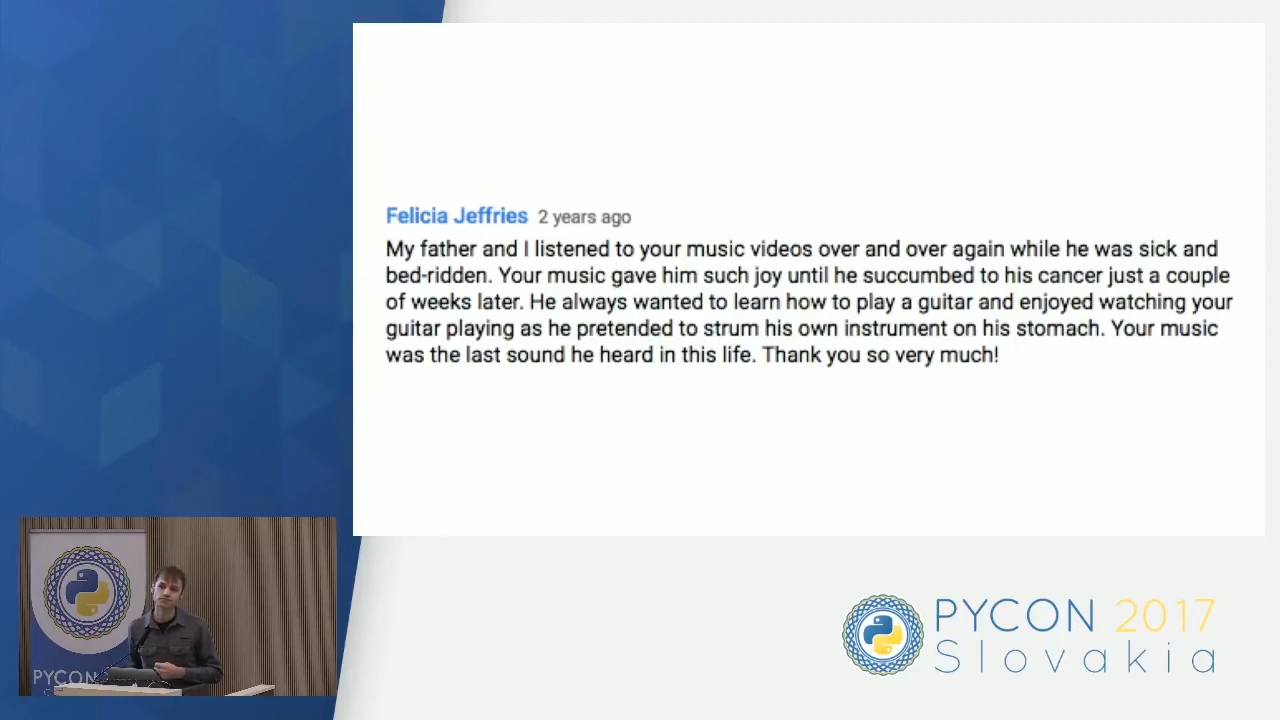 Felicia Jeffries 2 years ago
My father and I listened to your music videos over and over again while he was sick and
bed-ridden. Your music gave him such joy until he succumbed to his cancer just a couple
of weeks later. He always wanted to learn how to play a guitar and enjoyed watching your
guitar playing as he pretended to strum his own instrument on his stomach. Your music
was the last sound he heard in this life. Thank you so very much!
PYCON
PYCON 2017
Slovakia